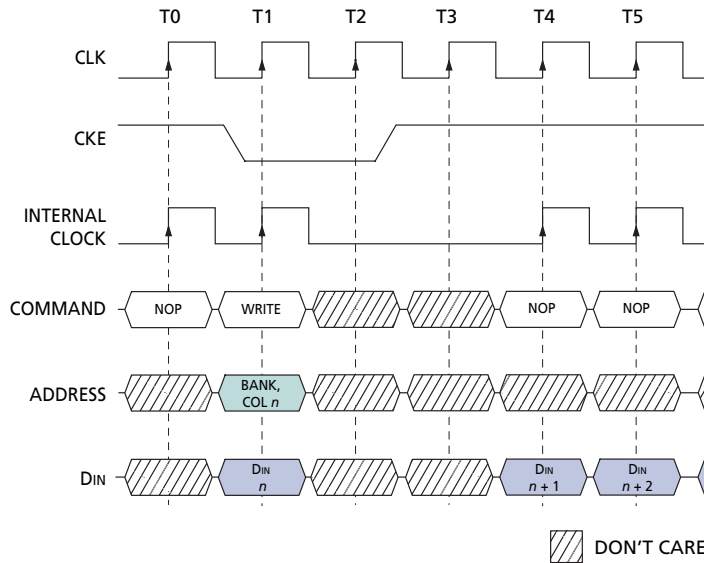 T0 T1 T2 T3 T4 T5
CLK
CKE
INTERNAL
CLOCK
COMMAND NOP WRITE NOP NOP
ADDRESS BANK,
COL n
DIN DIN DIN DIN
n n + 1 n + 2
DON'T CARE